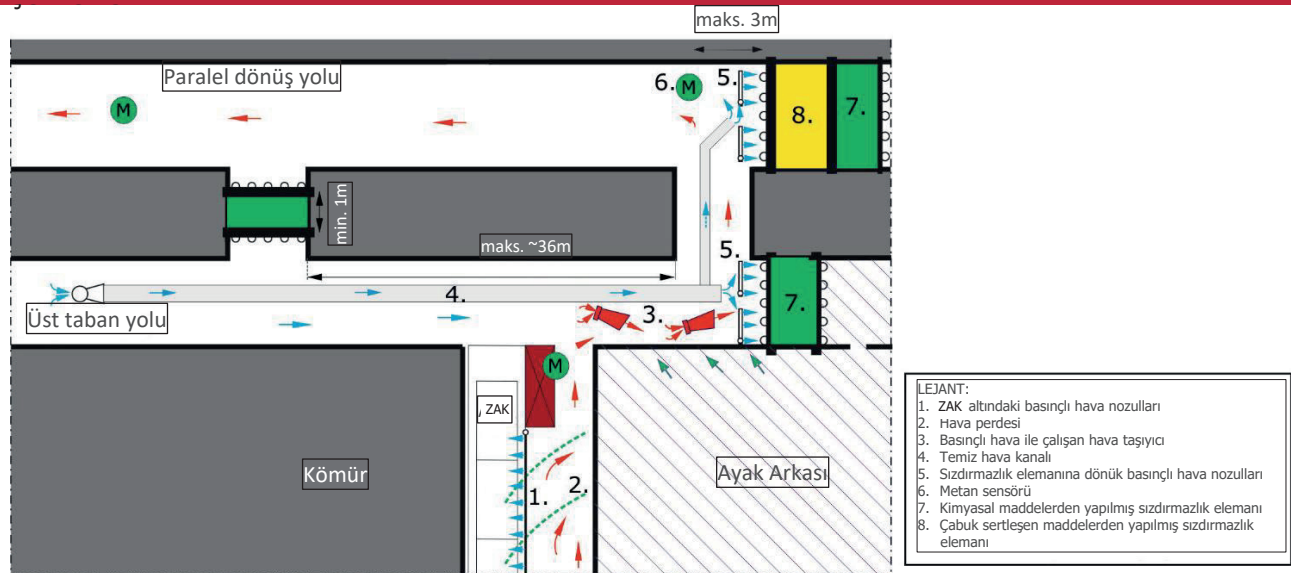 maks. 3m
Paralel dönüş yolu
M
6. M
5.
8.
7.
min. 1m
maks. ~36m
5.
4.
3.
7.
Üst taban yolu
M
ZAK
Kömür
1.
2.
Ayak Arkası
LEJANT:
1. ZAK altındaki basınçlı hava nozulları
2. Hava perdesi
3. Basınçlı hava ile çalışan hava taşıyıcı
4. Temiz hava kanalı
5. Sızdırmazlık elemanına dönük basınçlı hava nozulları
6. Metan sensörü
7. Kimyasal maddelerden yapılmış sızdırmazlık elemanı
8. Çabuk sertleşen maddelerden yapılmış sızdırmazlık
elemanı